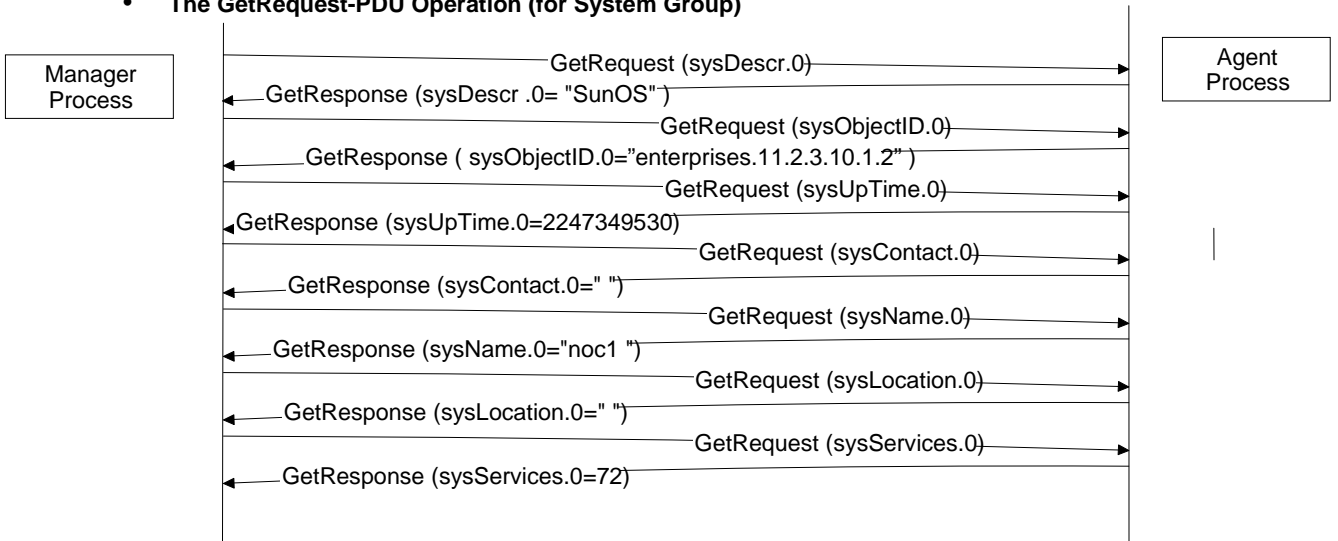 • The GetRequest-PDU Operation (for System Group)
Manager
Process
Agent
Process
GetRequest (sysDescr.0)
GetResponse (sysDescr .0= "SunOS" )
GetRequest (sysObjectID.0)
GetResponse ( sysObjectID.0=”enterprises.11.2.3.10.1.2” )
GetRequest (sysUpTime.0)
GetResponse (sysUpTime.0=2247349530)
GetRequest (sysContact.0)
GetResponse (sysContact.0=" ")
GetRequest (sysName.0)
GetResponse (sysName.0="noc1 ")
GetRequest (sysLocation.0)
GetResponse (sysLocation.0=" ")
GetRequest (sysServices.0)
GetResponse (sysServices.0=72)